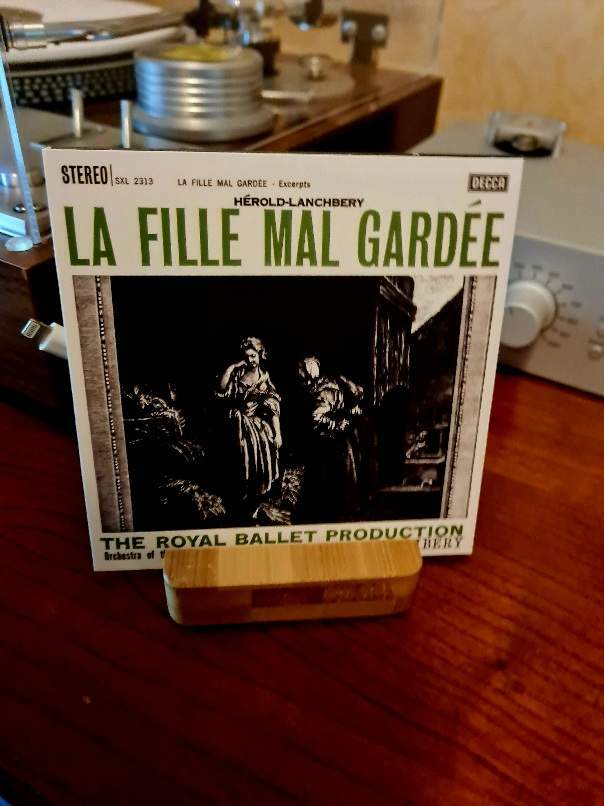 STEREO SXL 2313 LA FILLE MAL GARDÉE - Excerpts DECCA
HÉROLD-LANCHBERY
LA FILLE MAL GARDÉE
THE ROYAL BALLET PRODUCTION
Orchestra of BERY